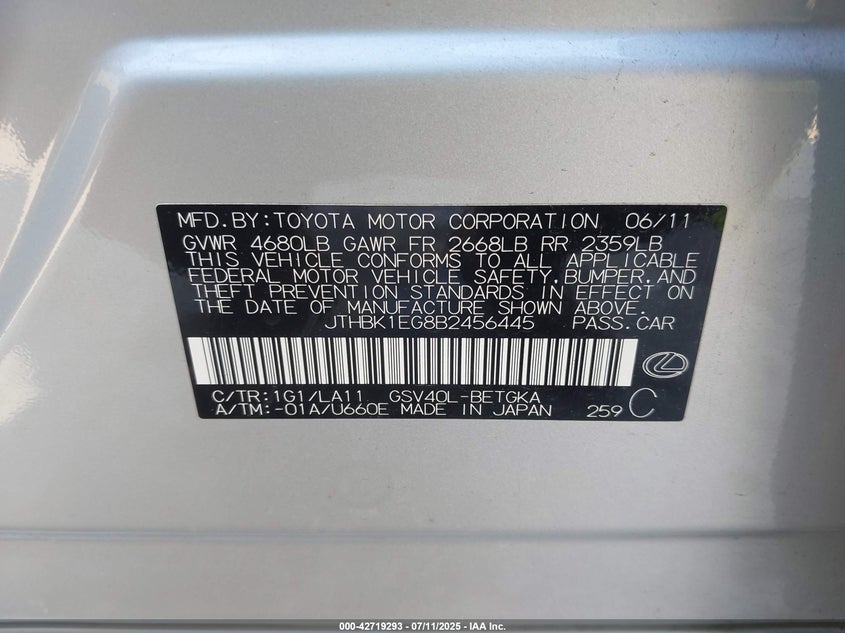 MFD. BY: TOYOTA MOTOR CORPORATION 06/11
GVWR 4680LB GAWR FR 2668LB RR 2359LB
THIS VEHICLE CONFORMS TO ALL APPLICABLE
FEDERAL MOTOR VEHICLE SAFETY, BUMPER, AND
THEFT PREVENTION STANDARDS IN EFFECT ON
THE DATE OF MANUFACTURE SHOWN ABOVE.
JTHBK1EG8B2456445 PASS. CAR
C/TR: 1G1/LA11 GSV40L-BETGKA
A/TM: -01A/U660E MADE IN JAPAN 259 C
000-42719293 - 07/11/2025 - IAA Inc.